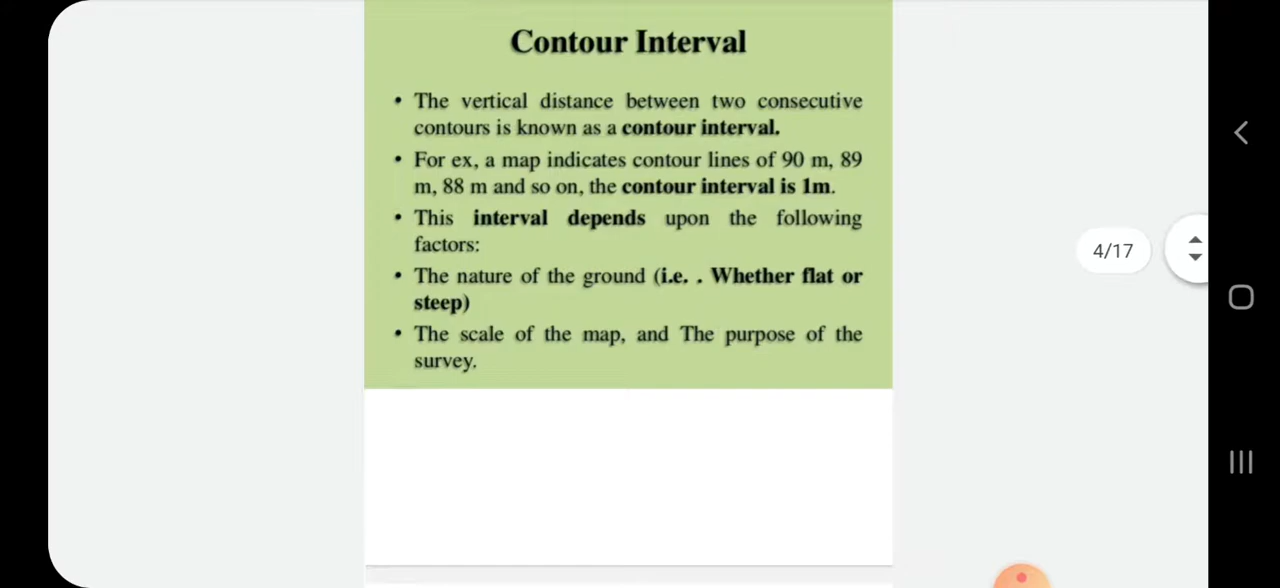 Contour Interval
• The vertical distance between two consecutive
contours is known as a contour interval.
• For ex, a map indicates contour lines of 90 m, 89
m, 88 m and so on, the contour interval is 1m.
• This interval depends upon the following
factors:
• The nature of the ground (i.e. . Whether flat or
steep)
• The scale of the map, and The purpose of the
survey.
4/17